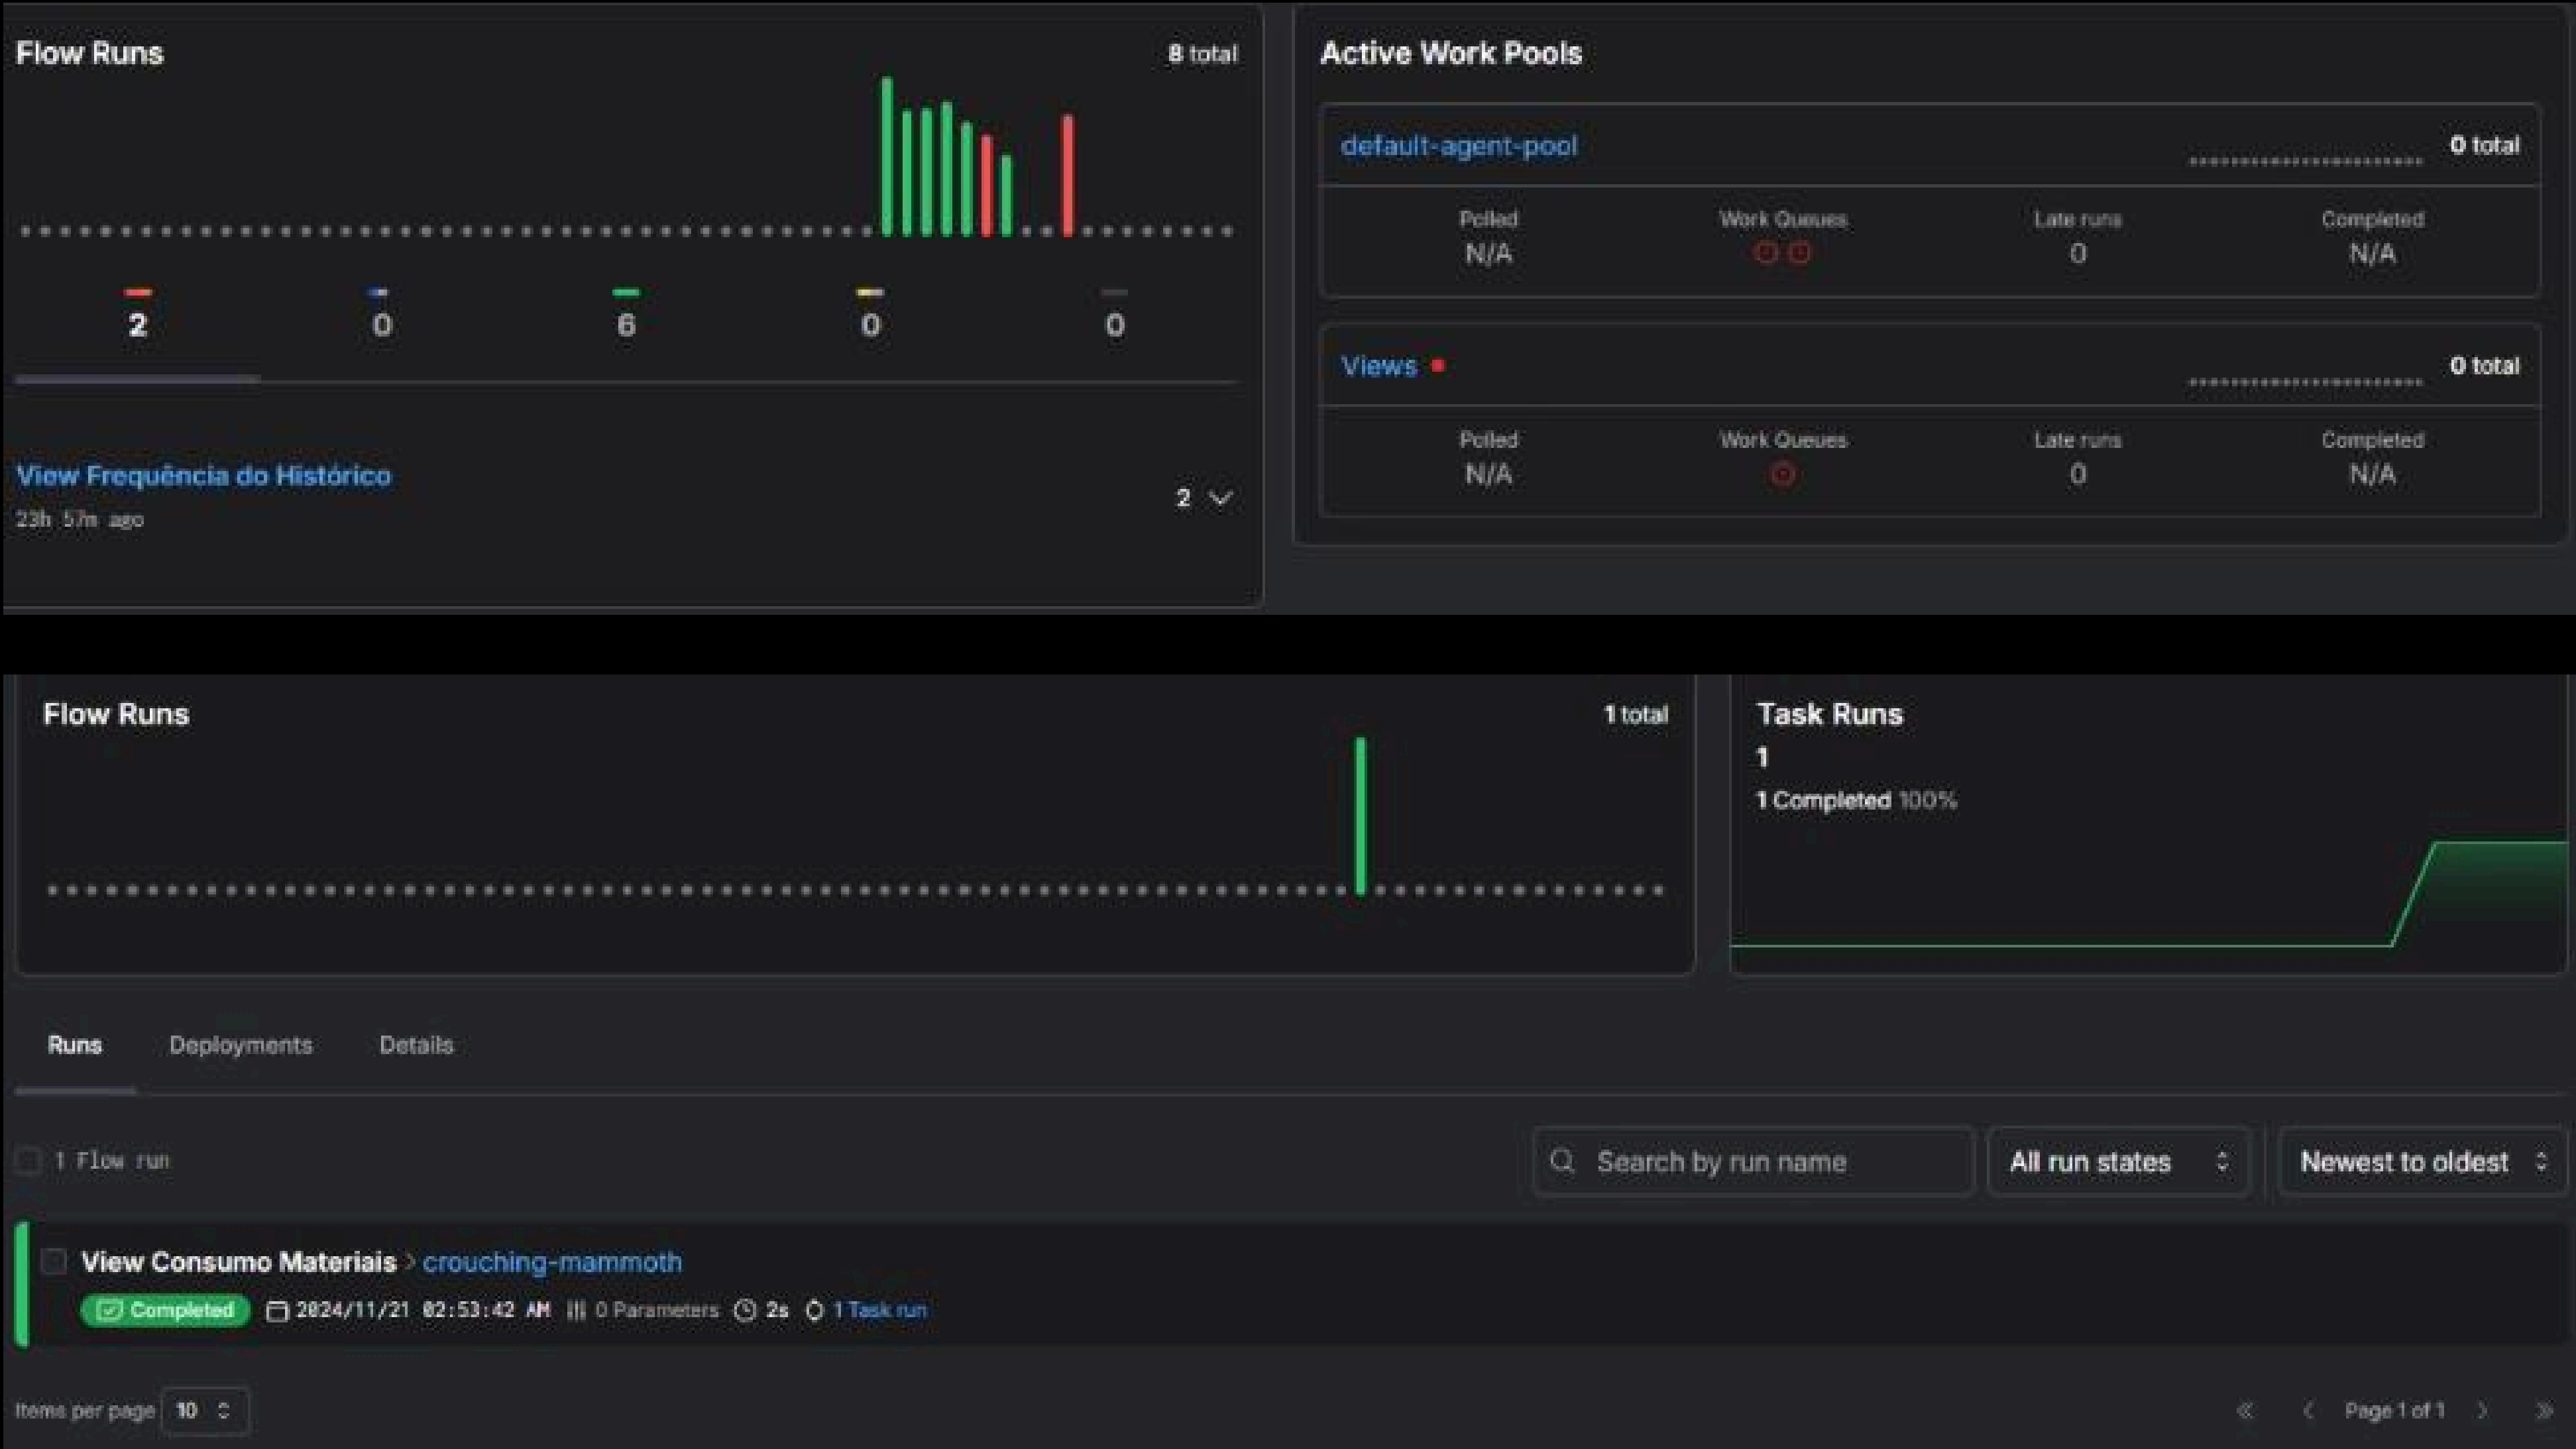 Flow Runs
8 total
2
0
6
0
0
View Frequência do Histórico
23h 57m ago
2
Active Work Pools
default-agent-pool
0 total
Polled
Work Queues
Late runs
Completed
N/A
0
N/A
Views
0 total
Polled
Work Queues
Late runs
Completed
N/A
0
N/A
Flow Runs
1 total
Task Runs
1
1 Completed 100%
Runs
Deployments
Details
1 Flow run
Search by run name
All run states
Newest to oldest
View Consumo Materiais > crouching-mammoth
Completed 2024/11/21 02:53:42 AM 0 Parameters 2s 1 Task run
Items per page 10
Page 1 of 1